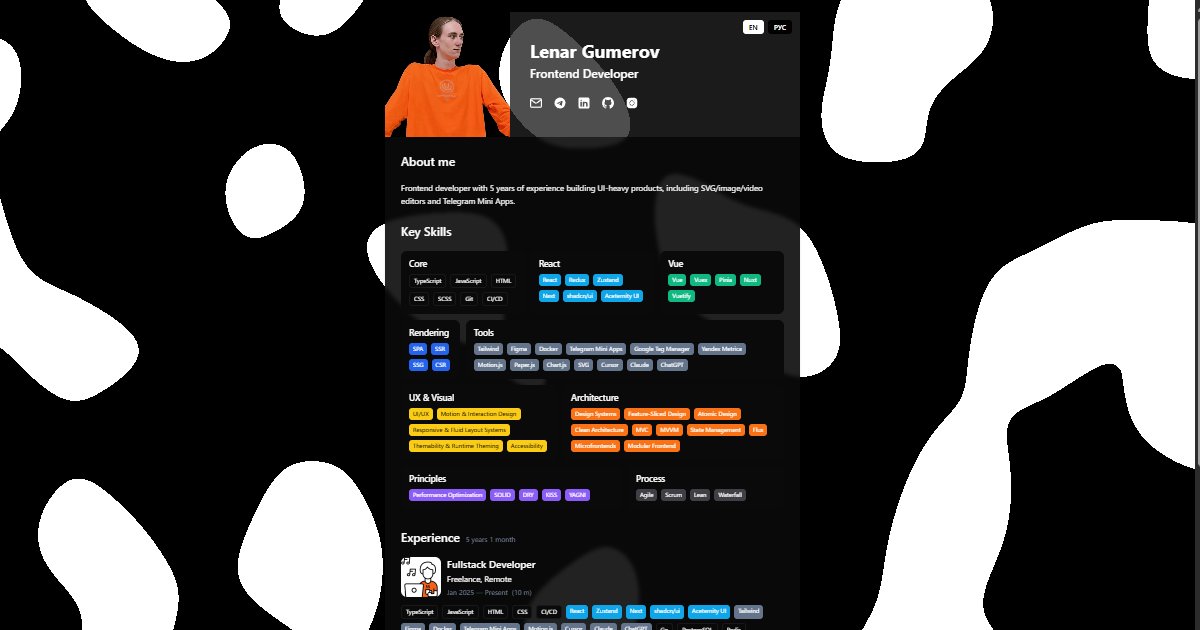 EN РУС
Lenar Gumerov
Frontend Developer
About me
Frontend developer with 5 years of experience building UI-heavy products, including SVG/image/video
editors and Telegram Mini Apps.
Key Skills
Core
TypeScript JavaScript HTML
CSS SCSS Git CI/CD
React
React Redux Zustand
Next shadcn/ui Aceternity UI
Vue
Vue Vuex Pinia Nuxt
Vuetify
Rendering
SPA SSR
SSG CSR
Tools
Tailwind Figma Docker Telegram Mini Apps Google Tag Manager Yandex Metrica
Motion.js Paper.js Chart.js SVG Cursor Claude ChatGPT
UX & Visual
UI/UX Motion & Interaction Design
Responsive & Fluid Layout Systems
Themability & Runtime Theming Accessibility
Architecture
Design Systems Feature-Sliced Design Atomic Design
Clean Architecture MVC MVVM State Management Flux
Microfrontends Modular Frontend
Principles
Performance Optimization SOLID DRY KISS YAGNI
Process
Agile Scrum Lean Waterfall
Experience 5 years 1 month
Fullstack Developer
Freelance, Remote
Jan 2025 — Present (10 m)
TypeScript JavaScript HTML CSS CI/CD React Zustand Next shadcn/ui Aceternity UI Tailwind
Figma Docker Telegram Mini Apps Motion.js Cursor Claude ChatGPT Go PostgreSQL Redis